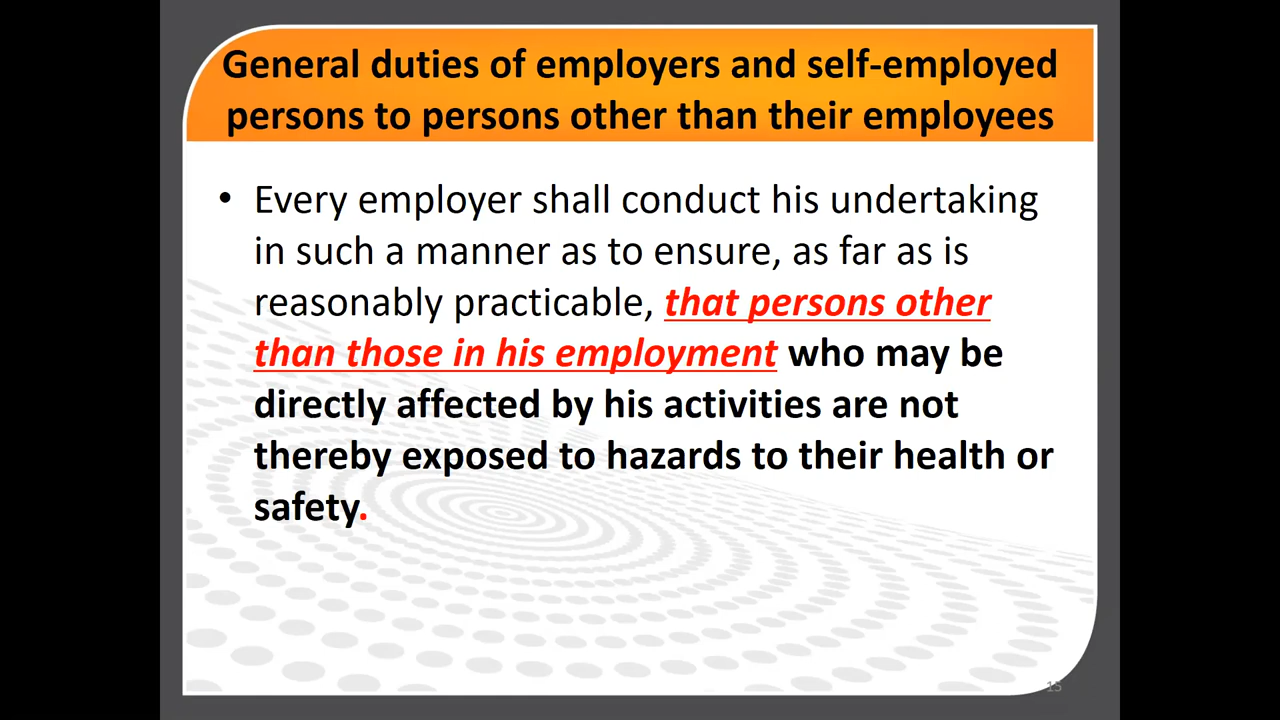 General duties of employers and self-employed
persons to persons other than their employees
• Every employer shall conduct his undertaking
in such a manner as to ensure, as far as is
reasonably practicable, that persons other
than those in his employment who may be
directly affected by his activities are not
thereby exposed to hazards to their health or
safety.
15